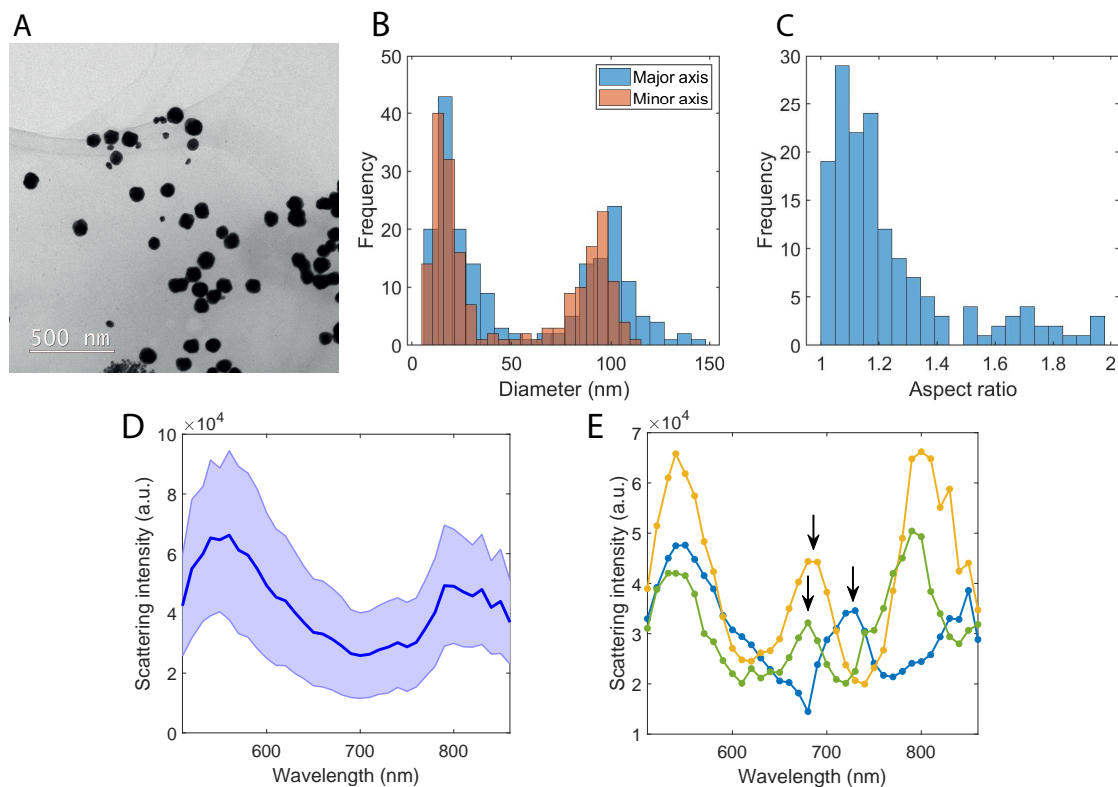 A
500 nm
B
50
40
30
20
10
0
Frequency
0
50
100
150
Diameter (nm)
Major axis
Minor axis
C
30
25
20
15
10
5
0
Frequency
1
1.2
1.4
1.6
1.8
2
Aspect ratio
D
×10⁴
10
8
6
4
2
0
Scattering intensity (a.u.)
600
700
800
Wavelength (nm)
E
×10⁴
7
6
5
4
3
2
1
Scattering intensity (a.u.)
600
700
800
Wavelength (nm)